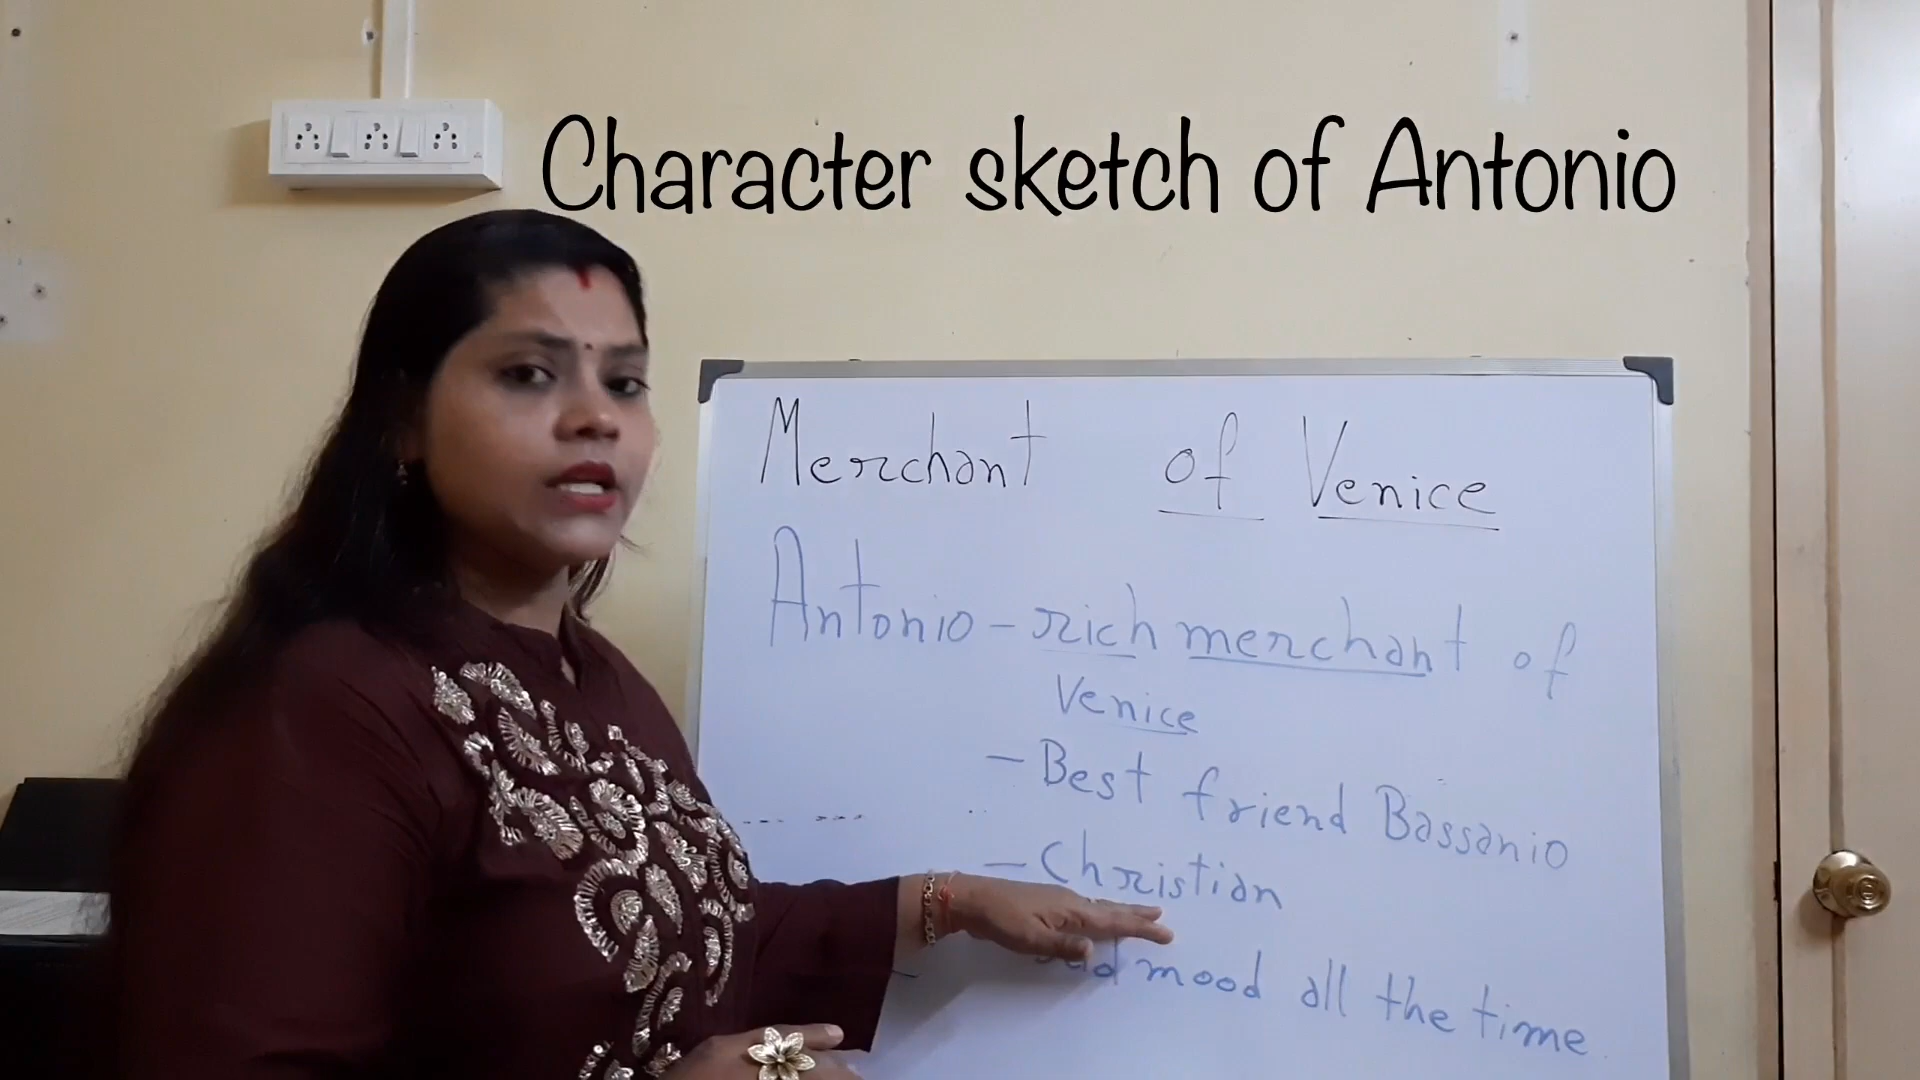 Character sketch of Antonio
Merchant of Venice
Antonio - rich merchant of
Venice
- Best friend Bassanio
- Christian
mood all the time